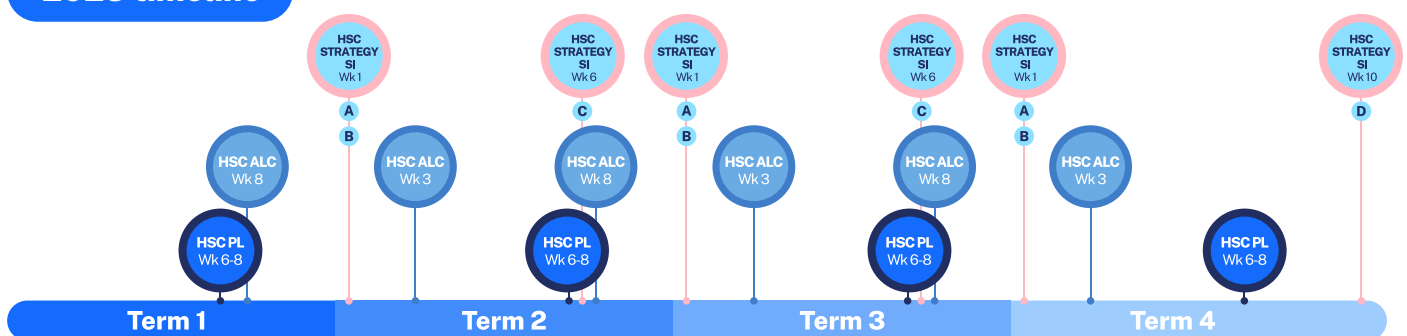 HSC
STRATEGY
SI
Wk 1
A
B
HSC
STRATEGY
SI
Wk 6
C
HSC
STRATEGY
SI
Wk 1
A
B
HSC
STRATEGY
SI
Wk 6
C
HSC
STRATEGY
SI
Wk 1
A
B
HSC
STRATEGY
SI
Wk 10
D
HSC ALC
Wk 8
HSC ALC
Wk 3
HSC ALC
Wk 8
HSC ALC
Wk 3
HSC ALC
Wk 8
HSC ALC
Wk 3
HSC PL
Wk 6-8
HSC PL
Wk 6-8
HSC PL
Wk 6-8
HSC PL
Wk 6-8
Term 1
Term 2
Term 3
Term 4